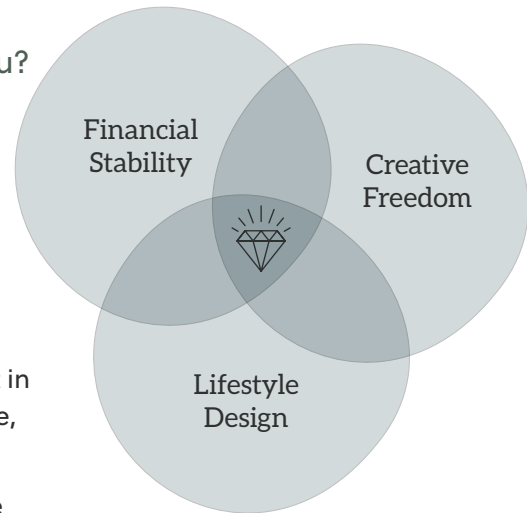 u?
Financial
Stability
Creative
Freedom
in
e,
Lifestyle
Design
e